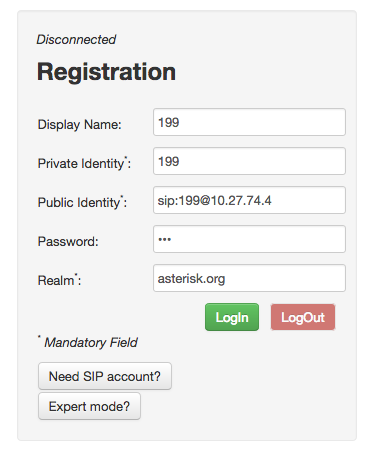 Disconnected
Registration
Display Name: 199
Private Identity*: 199
Public Identity*: sip:199@10.27.74.4
Password: •••
Realm*: asterisk.org
LogIn LogOut
* Mandatory Field
Need SIP account?
Expert mode?